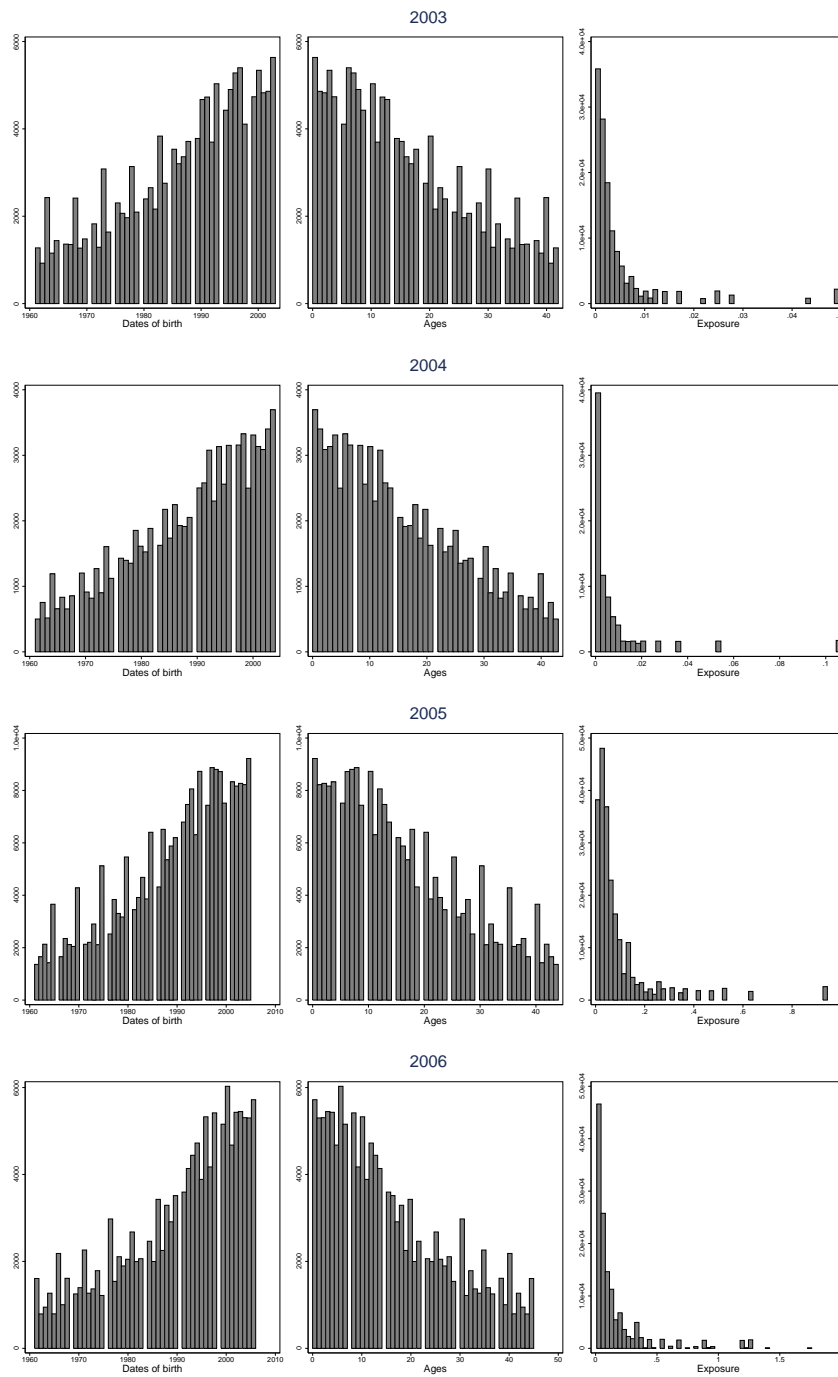 2003
0 2000 4000 6000
1960 1970 1980 1990 2000
Dates of birth
0 2000 4000 6000
0 10 20 30 40
Ages
0 1.0e+04 2.0e+04 3.0e+04 4.0e+04
0 .01 .02 .03 .04
Exposure
2004
0 1000 2000 3000 4000
1960 1970 1980 1990 2000
Dates of birth
0 1000 2000 3000 4000
0 10 20 30 40
Ages
0 1.0e+04 2.0e+04 3.0e+04 4.0e+04
0 .02 .04 .06 .08 .1
Exposure
2005
0 2000 4000 6000 8000 1.0e+04
1960 1970 1980 1990 2000 2010
Dates of birth
0 2000 4000 6000 8000 1.0e+04
0 10 20 30 40
Ages
0 1.0e+04 2.0e+04 3.0e+04 4.0e+04 5.0e+04
0 .2 .4 .6 .8
Exposure
2006
0 2000 4000 6000
1960 1970 1980 1990 2000 2010
Dates of birth
0 2000 4000 6000
0 10 20 30 40 50
Ages
0 1.0e+04 2.0e+04 3.0e+04 4.0e+04 5.0e+04
0 .5 1 1.5
Exposure